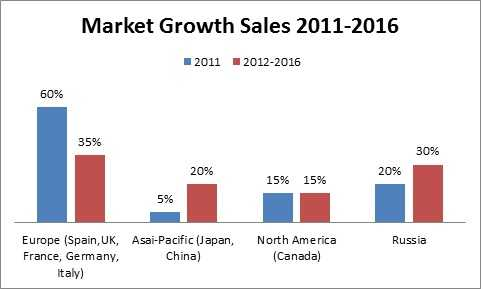 Market Growth Sales 2011-2016
2011 2012-2016
60%
35%
5%
20%
15% 15%
20%
30%
Europe (Spain,UK,
France, Germany,
Italy)
Asai-Pacific (Japan,
China)
North America
(Canada)
Russia